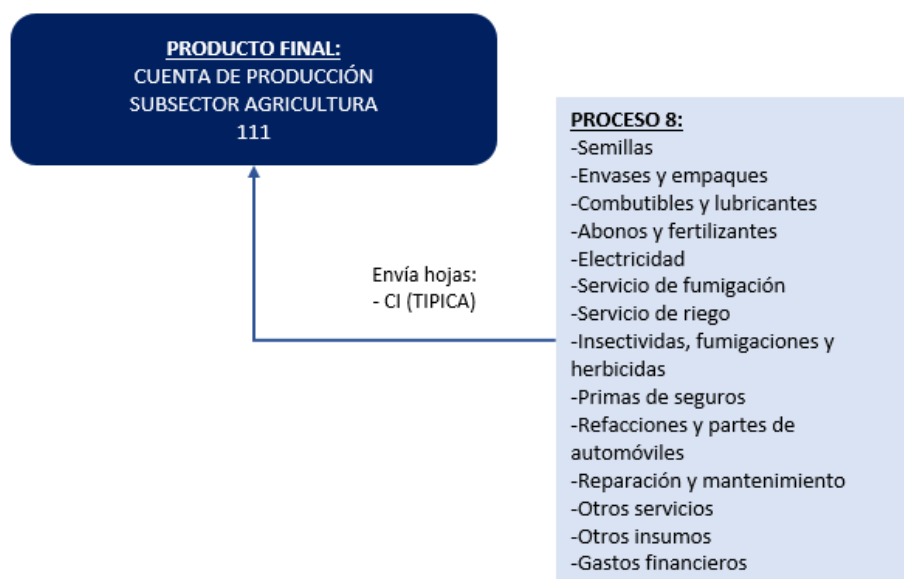 PRODUCTO FINAL:
CUENTA DE PRODUCCIÓN
SUBSECTOR AGRICULTURA
111
PROCESO 8:
-Semillas
-Envases y empaques
-Combutibles y lubricantes
-Abonos y fertilizantes
-Electricidad
-Servicio de fumigación
-Servicio de riego
-Insectividas, fumigaciones y
herbicidas
-Primas de seguros
-Refacciones y partes de
automóviles
-Reparación y mantenimiento
-Otros servicios
-Otros insumos
-Gastos financieros
Envía hojas:
- CI (TIPICA)